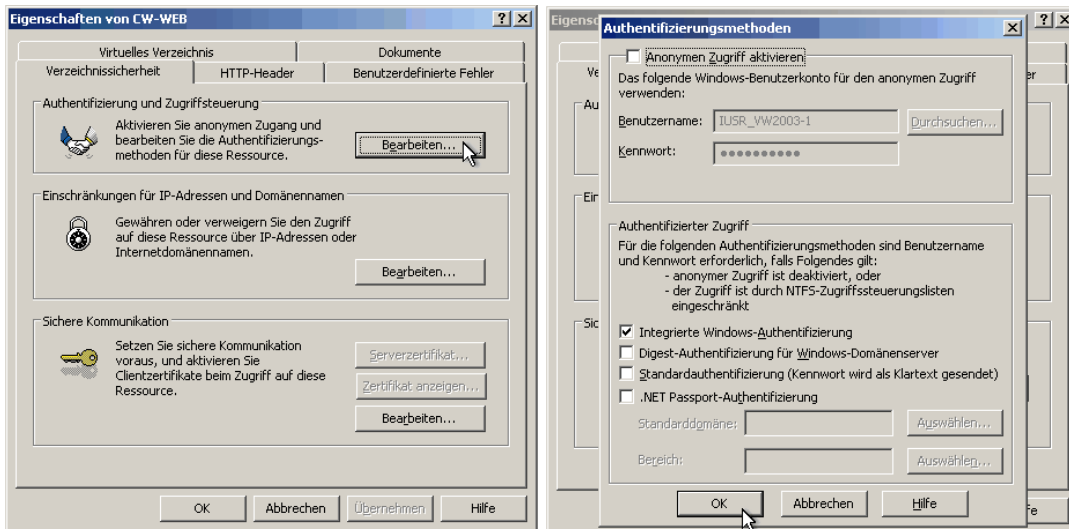 Eigenschaften von CW-WEB
Virtuelles Verzeichnis
Dokumente
Verzeichnissicherheit
HTTP-Header
Benutzerdefinierte Fehler
Authentifizierung und Zugriffsteuerung
Aktivieren Sie anonymen Zugang und
bearbeiten Sie die Authentifizierungs-
methoden für diese Ressource.
Bearbeiten...
Einschränkungen für IP-Adressen und Domänennamen
Gewähren oder verweigern Sie den Zugriff
auf diese Ressource über IP-Adressen oder
Internetdomänennamen.
Bearbeiten...
Sichere Kommunikation
Setzen Sie sichere Kommunikation
voraus, und aktivieren Sie
Clientzertifikate beim Zugriff auf diese
Ressource.
Serverzertifikat...
Zertifikat anzeigen...
Bearbeiten...
OK
Abbrechen
Übernehmen
Hilfe
Eigensc
Ve
er
Au
Eir
Sic
fe
Authentifizierungsmethoden
Anonymen Zugriff aktivieren
Das folgende Windows-Benutzerkonto für den anonymen Zugriff
verwenden:
Benutzername:
IUSR_VW2003-1
Durchsuchen...
Kennwort:
●●●●●●●●●●
Authentifizierter Zugriff
Für die folgenden Authentifizierungsmethoden sind Benutzername
und Kennwort erforderlich, falls Folgendes gilt:
- anonymer Zugriff ist deaktiviert, oder
- der Zugriff ist durch NTFS-Zugriffssteuerungslisten
eingeschränkt
Integrierte Windows-Authentifizierung
Digest-Authentifizierung für Windows-Domänenserver
Standardauthentifizierung (Kennwort wird als Klartext gesendet)
.NET Passport-Authentifizierung
Standarddomäne:
Auswählen...
Bereich:
Auswählen...
OK
Abbrechen
Hilfe